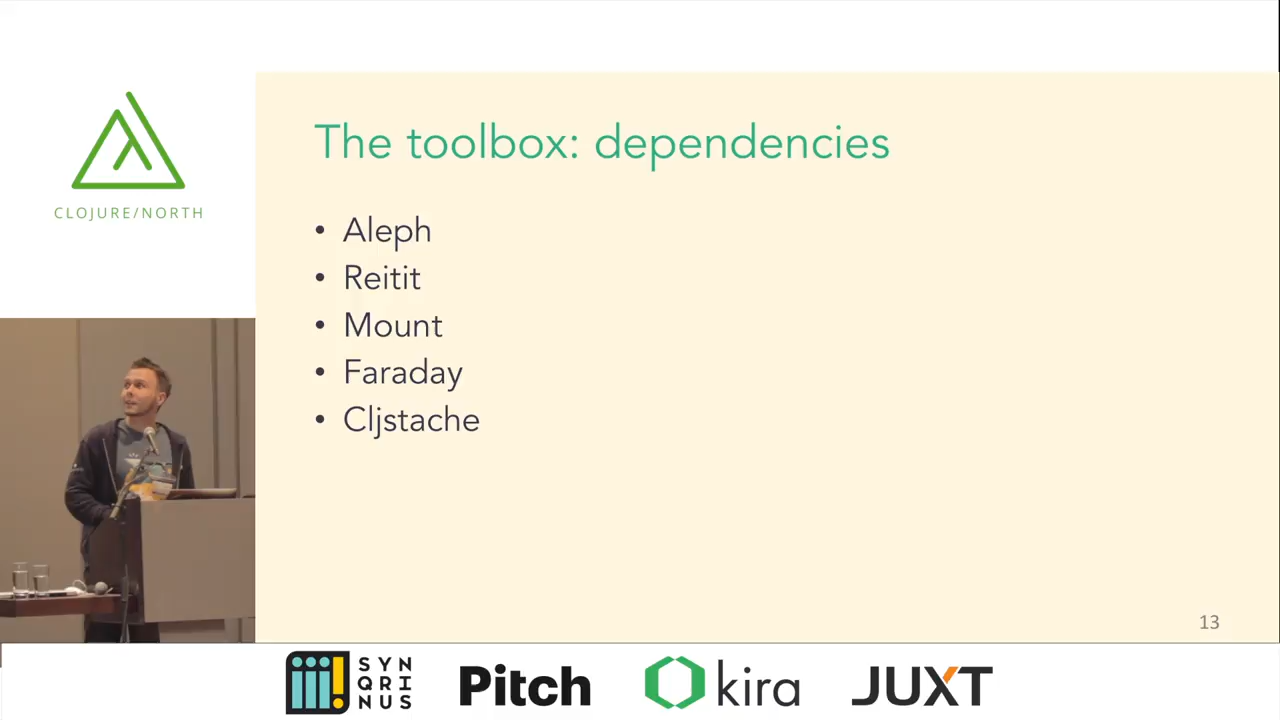 CLOJURE/NORTH
The toolbox: dependencies
• Aleph
• Reitit
• Mount
• Faraday
• Cljstache
13
SYN
QRI
NUS
Pitch
kira
JUXT